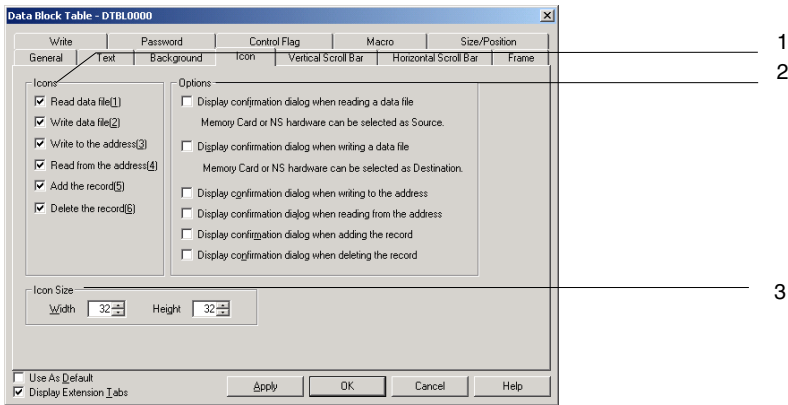 Data Block Table - DTBL0000
Write Password Control Flag Macro Size/Position
General Text Background Icon Vertical Scroll Bar Horizontal Scroll Bar Frame
1
2
Icons
Read data file(1)
Write data file(2)
Write to the address(3)
Read from the address(4)
Add the record(5)
Delete the record(6)
Options
Display confirmation dialog when reading a data file
Memory Card or NS hardware can be selected as Source.
Display confirmation dialog when writing a data file
Memory Card or NS hardware can be selected as Destination.
Display confirmation dialog when writing to the address
Display confirmation dialog when reading from the address
Display confirmation dialog when adding the record
Display confirmation dialog when deleting the record
Icon Size
Width 32 Height 32
3
Use As Default
Display Extension Tabs
Apply OK Cancel Help